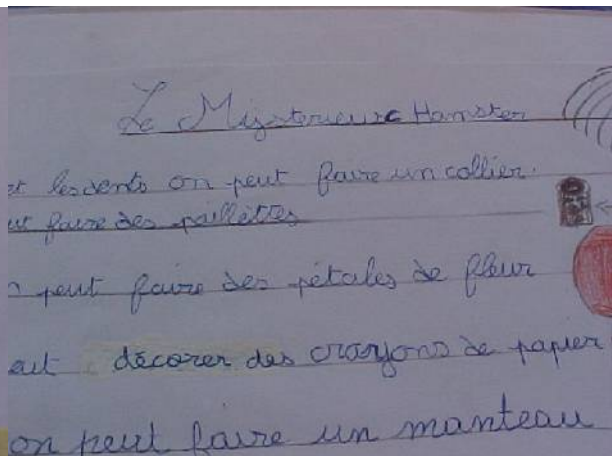 Le Mysterieuxc Hamster
et les dents on peut faire un collier.
ut faire des paillettes
n peut faire des pétales de fleur
eut décorer des crayons de papier
on peut faire un manteau